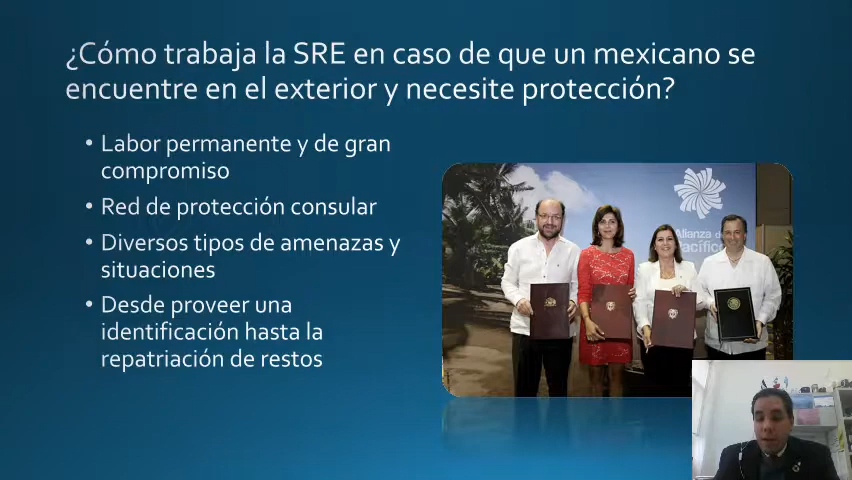 ¿Cómo trabaja la SRE en caso de que un mexicano se
encuentre en el exterior y necesite protección?
• Labor permanente y de gran
compromiso
• Red de protección consular
• Diversos tipos de amenazas y
situaciones
• Desde proveer una
identificación hasta la
repatriación de restos
Alianza del
Pacífico